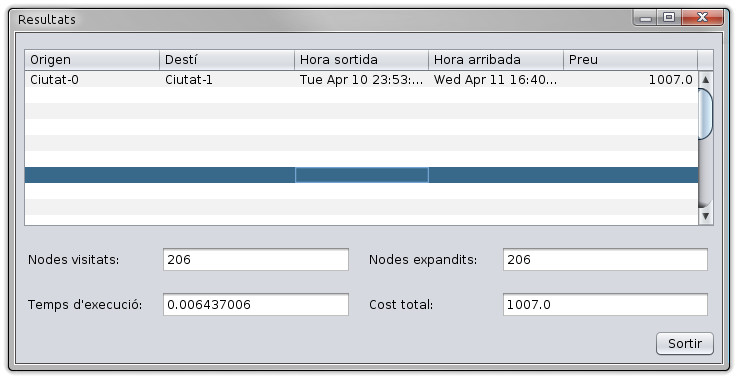 Resultats
Origen Destí Hora sortida Hora arribada Preu
Ciutat-0 Ciutat-1 Tue Apr 10 23:53:... Wed Apr 11 16:40... 1007.0
Nodes visitats: 206 Nodes expandits: 206
Temps d'execució: 0.006437006 Cost total: 1007.0
Sortir